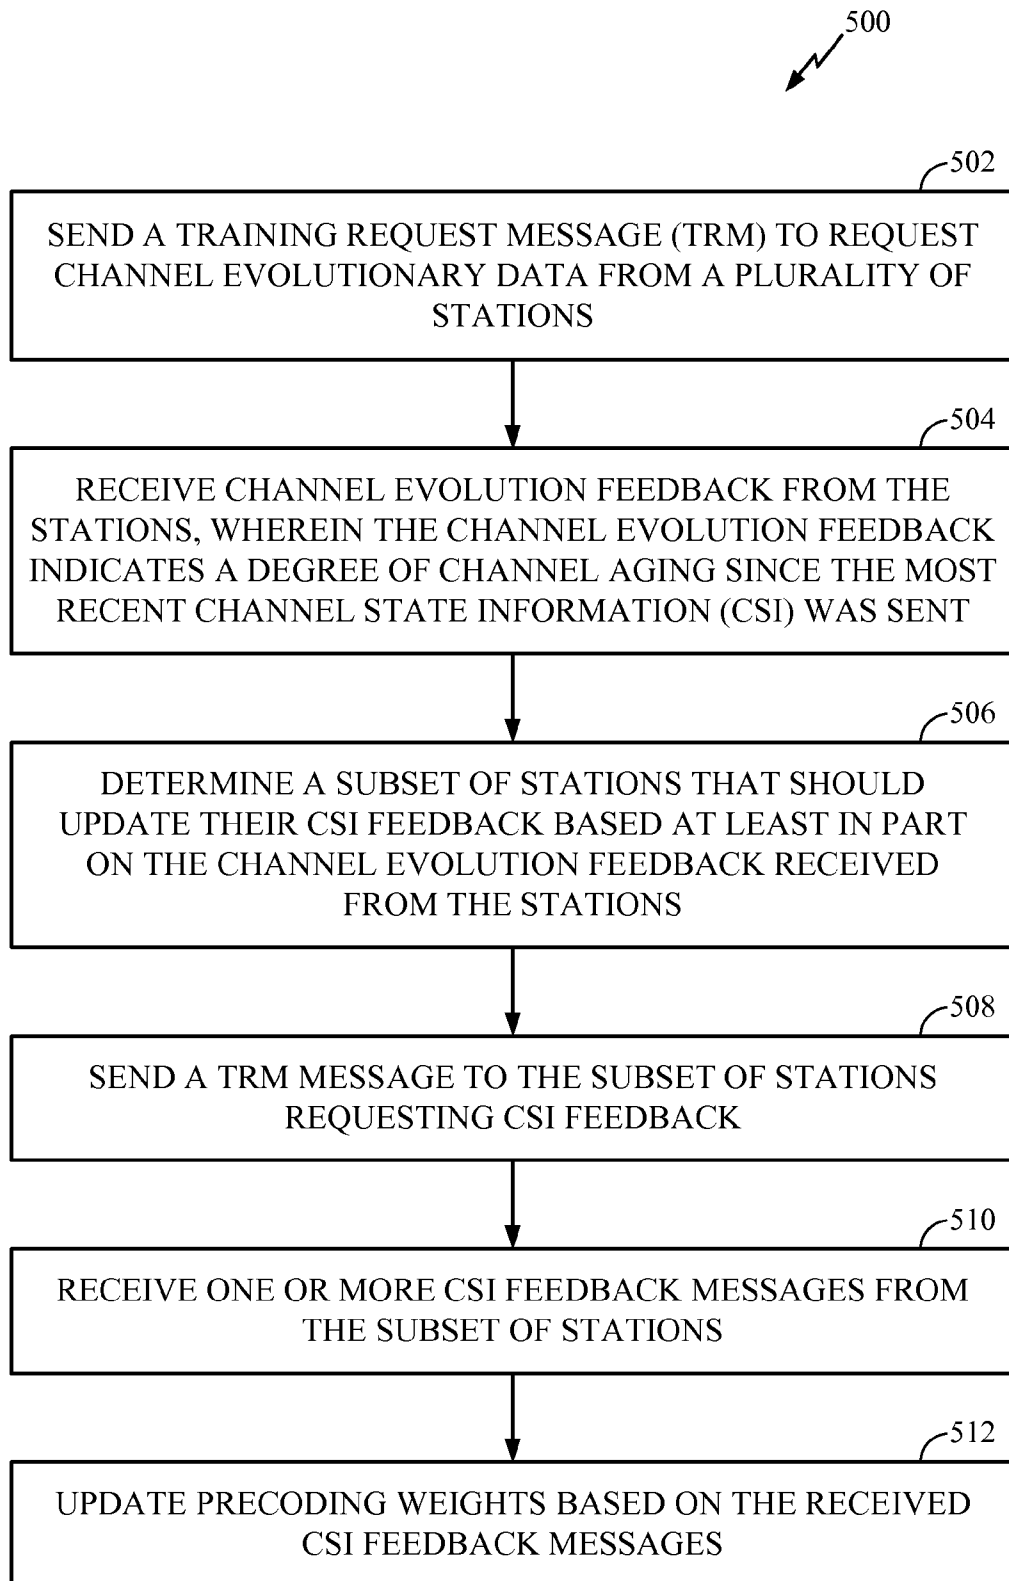 500
502
SEND A TRAINING REQUEST MESSAGE (TRM) TO REQUEST
CHANNEL EVOLUTIONARY DATA FROM A PLURALITY OF
STATIONS
504
RECEIVE CHANNEL EVOLUTION FEEDBACK FROM THE
STATIONS, WHEREIN THE CHANNEL EVOLUTION FEEDBACK
INDICATES A DEGREE OF CHANNEL AGING SINCE THE MOST
RECENT CHANNEL STATE INFORMATION (CSI) WAS SENT
506
DETERMINE A SUBSET OF STATIONS THAT SHOULD
UPDATE THEIR CSI FEEDBACK BASED AT LEAST IN PART
ON THE CHANNEL EVOLUTION FEEDBACK RECEIVED
FROM THE STATIONS
508
SEND A TRM MESSAGE TO THE SUBSET OF STATIONS
REQUESTING CSI FEEDBACK
510
RECEIVE ONE OR MORE CSI FEEDBACK MESSAGES FROM
THE SUBSET OF STATIONS
512
UPDATE PRECODING WEIGHTS BASED ON THE RECEIVED
CSI FEEDBACK MESSAGES